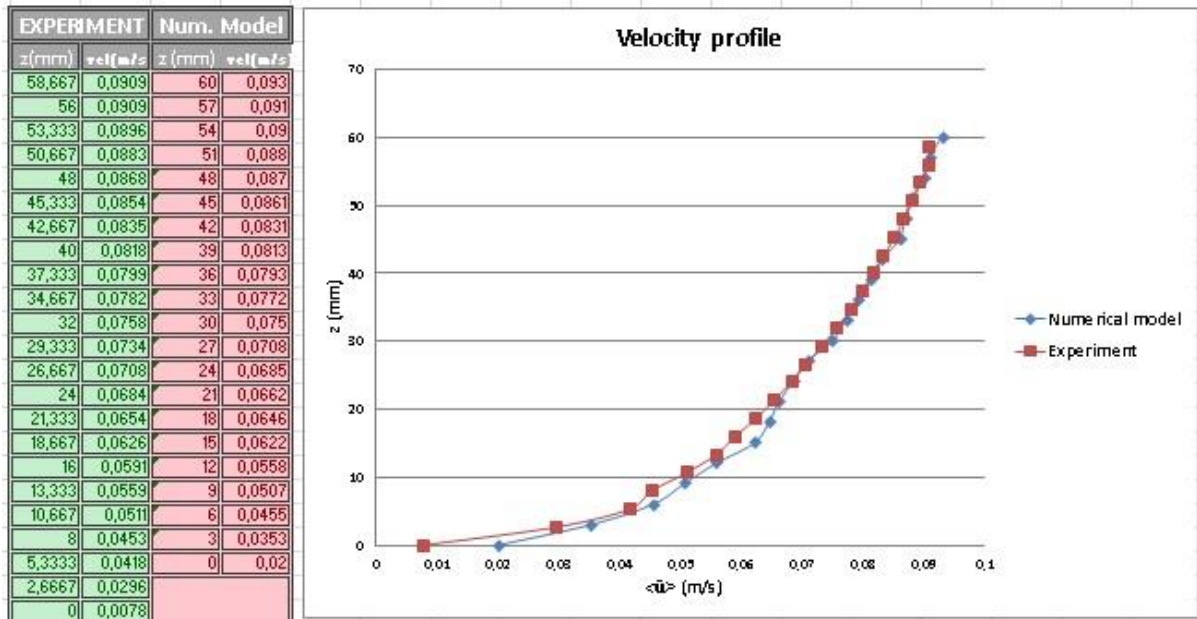 EXPERIMENT Num. Model
z(mm) vel(m/s z (mm) vel(m/s)
58,667 0,0909 60 0,093
56 0,0909 57 0,091
53,333 0,0896 54 0,09
50,667 0,0883 51 0,088
48 0,0868 48 0,087
45,333 0,0854 45 0,0861
42,667 0,0835 42 0,0831
40 0,0818 39 0,0813
37,333 0,0799 36 0,0793
34,667 0,0782 33 0,0772
32 0,0758 30 0,075
29,333 0,0734 27 0,0708
26,667 0,0708 24 0,0685
24 0,0684 21 0,0662
21,333 0,0654 18 0,0646
18,667 0,0626 15 0,0622
16 0,0591 12 0,0558
13,333 0,0559 9 0,0507
10,667 0,0511 6 0,0455
8 0,0453 3 0,0353
5,3333 0,0418 0 0,02
2,6667 0,0296
0 0,0078
Velocity profile
70
60
50
40
30
20
10
0
z (mm)
0 0,01 0,02 0,03 0,04 0,05 0,06 0,07 0,08 0,09 0,1
<ū> (m/s)
Numerical model
Experiment